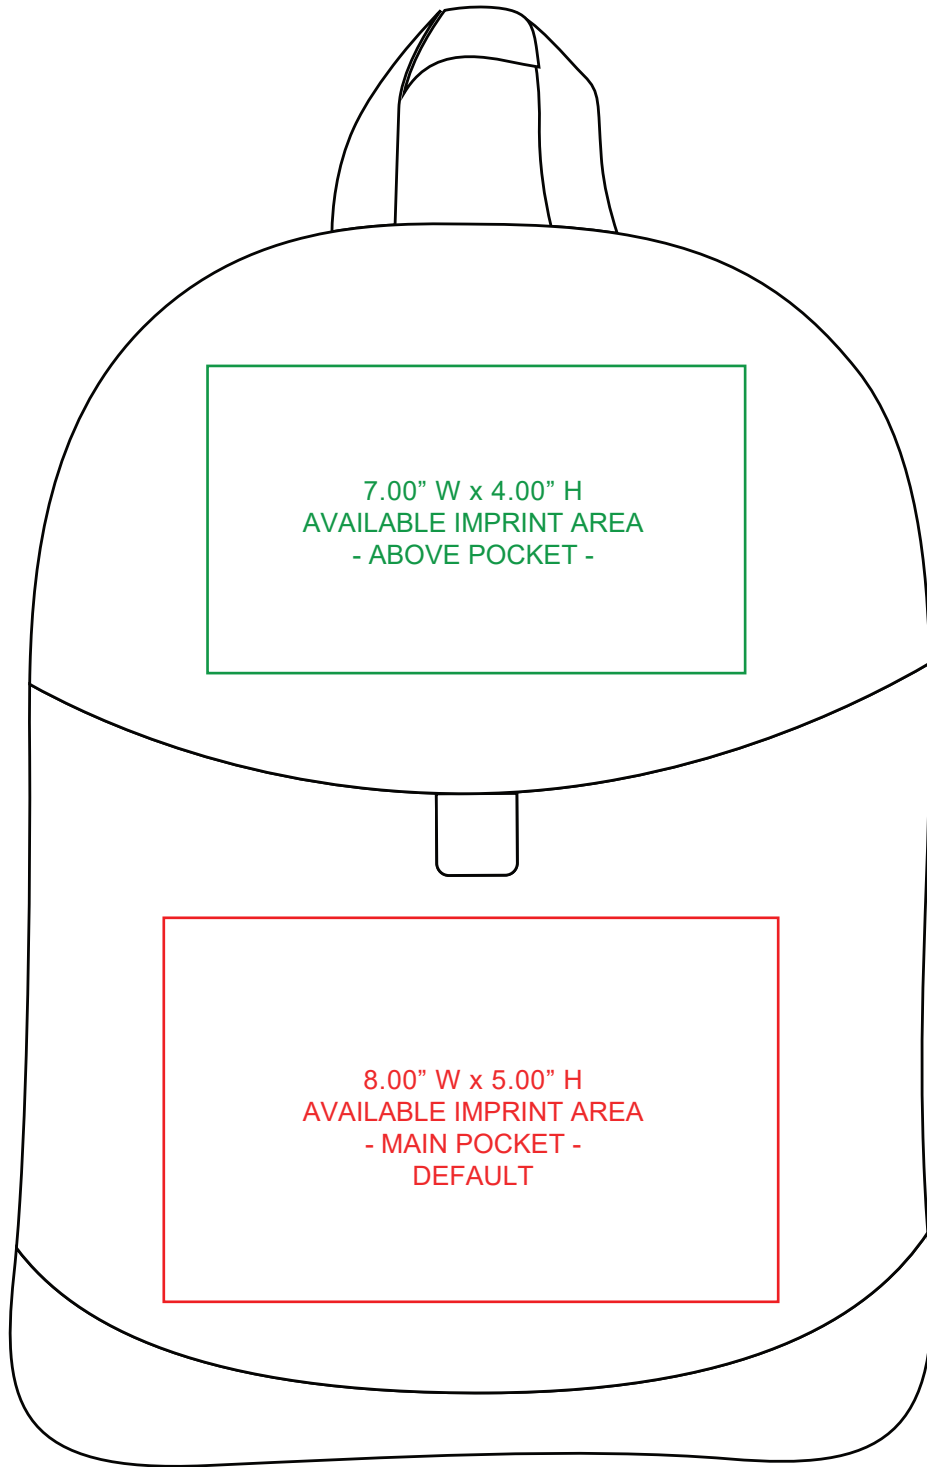 7.00” W x 4.00” H
AVAILABLE IMPRINT AREA
- ABOVE POCKET -
8.00” W x 5.00” H
AVAILABLE IMPRINT AREA
- MAIN POCKET -
DEFAULT